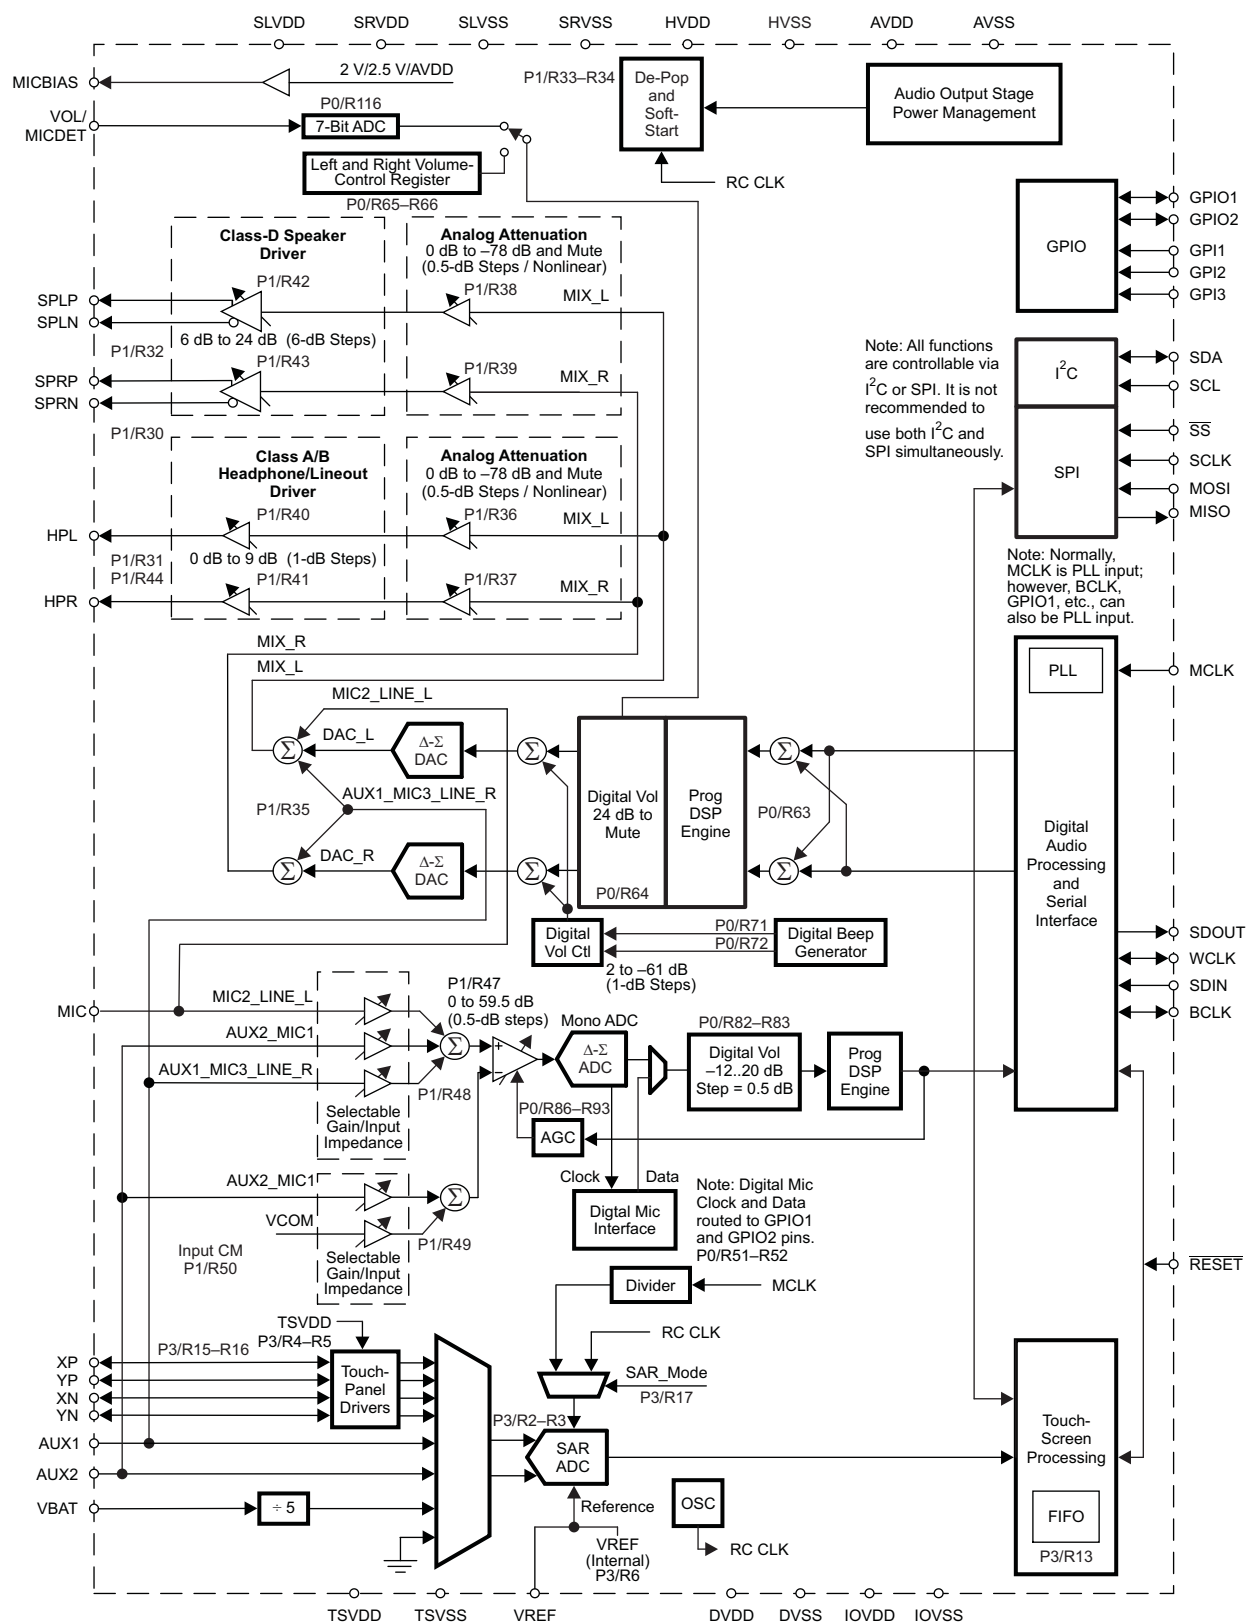 SLVDD SRVDD SLVSS SRVSS HVDD HVSS AVDD AVSS
MICBIAS
2 V/2.5 V/AVDD
P1/R33–R34
De-Pop
and
Soft-
Start
Audio Output Stage
Power Management
VOL/
MICDET
P0/R116
7-Bit ADC
Left and Right Volume-
Control Register
P0/R65–R66
RC CLK
GPIO
GPIO1
GPIO2
GPI1
GPI2
GPI3
Class-D Speaker
Driver
P1/R42
6 dB to 24 dB (6-dB Steps)
P1/R43
Analog Attenuation
0 dB to –78 dB and Mute
(0.5-dB Steps / Nonlinear)
P1/R38
MIX_L
P1/R39
MIX_R
SPLP
SPLN
P1/R32
SPRP
SPRN
P1/R30
Note: All functions
are controllable via
I2C or SPI. It is not
recommended to
use both I2C and
SPI simultaneously.
I2C
SDA
SCL
SPI
SS
SCLK
MOSI
MISO
Class A/B
Headphone/Lineout
Driver
P1/R40
0 dB to 9 dB (1-dB Steps)
P1/R41
Analog Attenuation
0 dB to –78 dB and Mute
(0.5-dB Steps / Nonlinear)
P1/R36
MIX_L
P1/R37
MIX_R
HPL
P1/R31
P1/R44
HPR
Note: Normally,
MCLK is PLL input;
however, BCLK,
GPIO1, etc., can
also be PLL input.
MIX_R
MIX_L
MIC2_LINE_L
DAC_L
Σ
Δ-Σ
DAC
Σ
P1/R35
AUX1_MIC3_LINE_R
DAC_R
Σ
Δ-Σ
DAC
Σ
Digital Vol
24 dB to
Mute
P0/R64
Prog
DSP
Engine
Σ
P0/R63
Σ
PLL
Digital
Audio
Processing
and
Serial
Interface
MCLK
SDOUT
WCLK
SDIN
BCLK
Digital
Vol Ctl
P0/R71
P0/R72
Digital Beep
Generator
2 to –61 dB
(1-dB Steps)
MIC
MIC2_LINE_L
AUX2_MIC1
AUX1_MIC3_LINE_R
Selectable
Gain/Input
Impedance
P1/R47
0 to 59.5 dB
(0.5-dB steps)
Σ
P1/R48
+
–
Mono ADC
Δ-Σ
ADC
P0/R82–R83
Digital Vol
–12..20 dB
Step = 0.5 dB
Prog
DSP
Engine
P0/R86–R93
AGC
Clock
Data
Digtal Mic
Interface
Note: Digital Mic
Clock and Data
routed to GPIO1
and GPIO2 pins.
P0/R51–R52
AUX2_MIC1
VCOM
Σ
P1/R49
Selectable
Gain/Input
Impedance
Input CM
P1/R50
RESET
Divider
MCLK
RC CLK
SAR_Mode
P3/R17
TSVDD
P3/R4–R5
P3/R15–R16
XP
YP
XN
YN
Touch-
Panel
Drivers
AUX1
AUX2
VBAT
÷ 5
P3/R2–R3
SAR
ADC
Reference
VREF
(Internal)
P3/R6
OSC
RC CLK
Touch-
Screen
Processing
FIFO
P3/R13
TSVDD TSVSS VREF DVDD DVSS IOVDD IOVSS